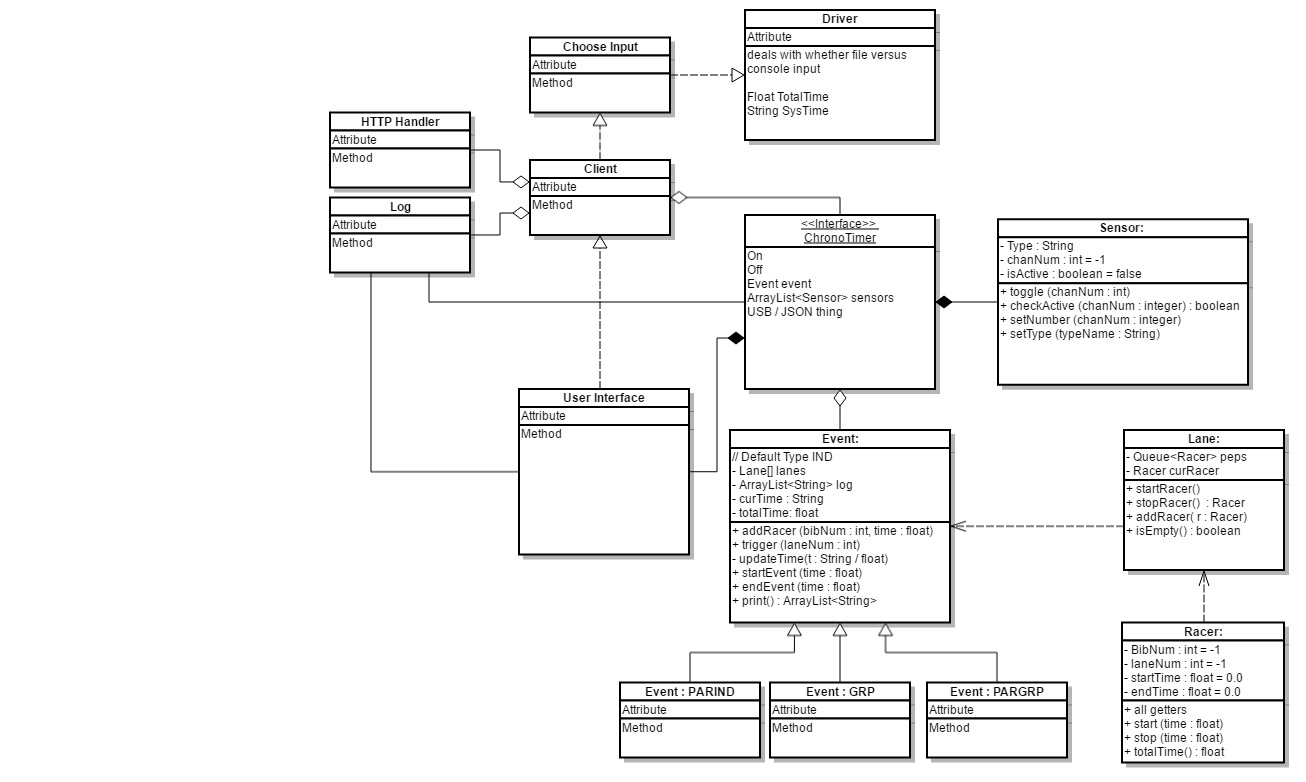 Driver
Attribute
deals with whether file versus
console input
Float TotalTime
String SysTime
Choose Input
Attribute
Method
HTTP Handler
Attribute
Method
Client
Attribute
Method
Log
Attribute
Method
<<Interface>>
ChronoTimer
On
Off
Event event
ArrayList<Sensor> sensors
USB / JSON thing
Sensor:
- Type : String
- chanNum : int = -1
- isActive : boolean = false
+ toggle (chanNum : int)
+ checkActive (chanNum : integer) : boolean
+ setNumber (chanNum : integer)
+ setType (typeName : String)
User Interface
Attribute
Method
Event:
// Default Type IND
- Lane[] lanes
- ArrayList<String> log
- curTime : String
- totalTime: float
+ addRacer (bibNum : int, time : float)
+ trigger (laneNum : int)
- updateTime(t : String / float)
+ startEvent (time : float)
+ endEvent (time : float)
+ print() : ArrayList<String>
Lane:
- Queue<Racer> peps
- Racer curRacer
+ startRacer()
+ stopRacer() : Racer
+ addRacer( r : Racer)
+ isEmpty() : boolean
Racer:
- BibNum : int = -1
- laneNum : int = -1
- startTime : float = 0.0
- endTime : float = 0.0
+ all getters
+ start (time : float)
+ stop (time : float)
+ totalTime() : float
Event : PARIND
Attribute
Method
Event : GRP
Attribute
Method
Event : PARGRP
Attribute
Method